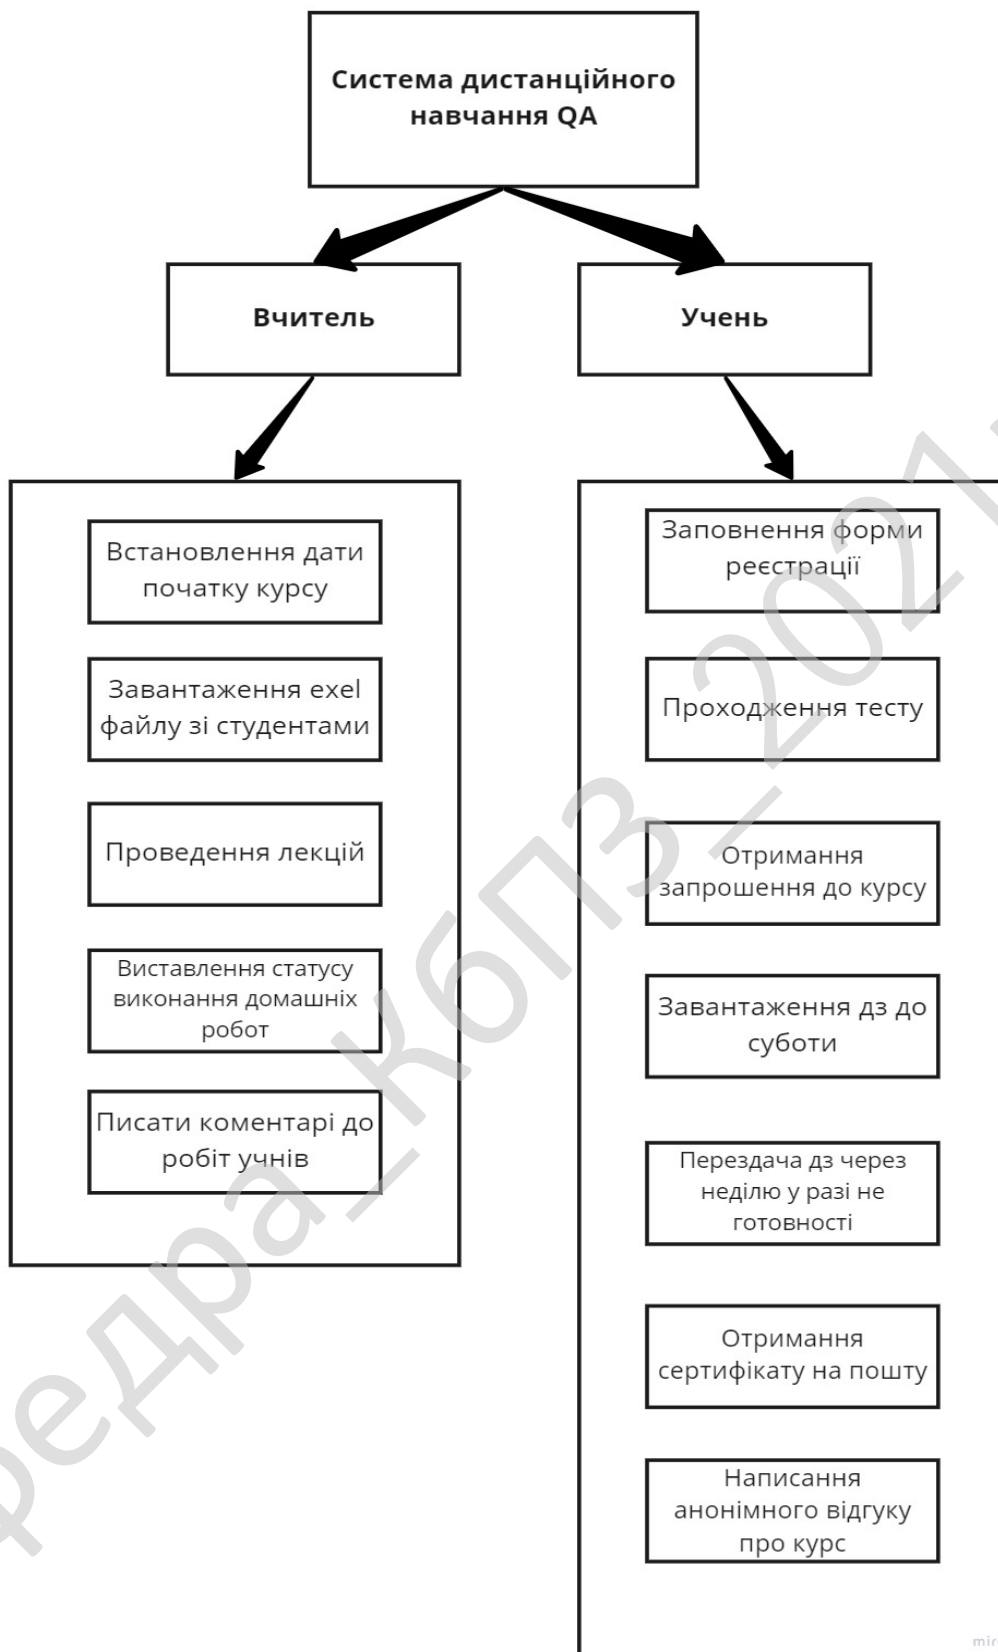 Система дистанційного
навчання QA
Вчитель
Учень
Встановлення дати
початку курсу
Завантаження exel
файлу зі студентами
Проведення лекцій
Виставлення статусу
виконання домашніх
робот
Писати коментарі до
робіт учнів
Заповнення форми
реєстрації
Проходження тесту
Отримання
запрошення до курсу
Завантаження дз до
суботи
Перездача дз через
неділю у разі не
готовності
Отримання
сертифікату на пошту
Написання
анонімного відгуку
про курс